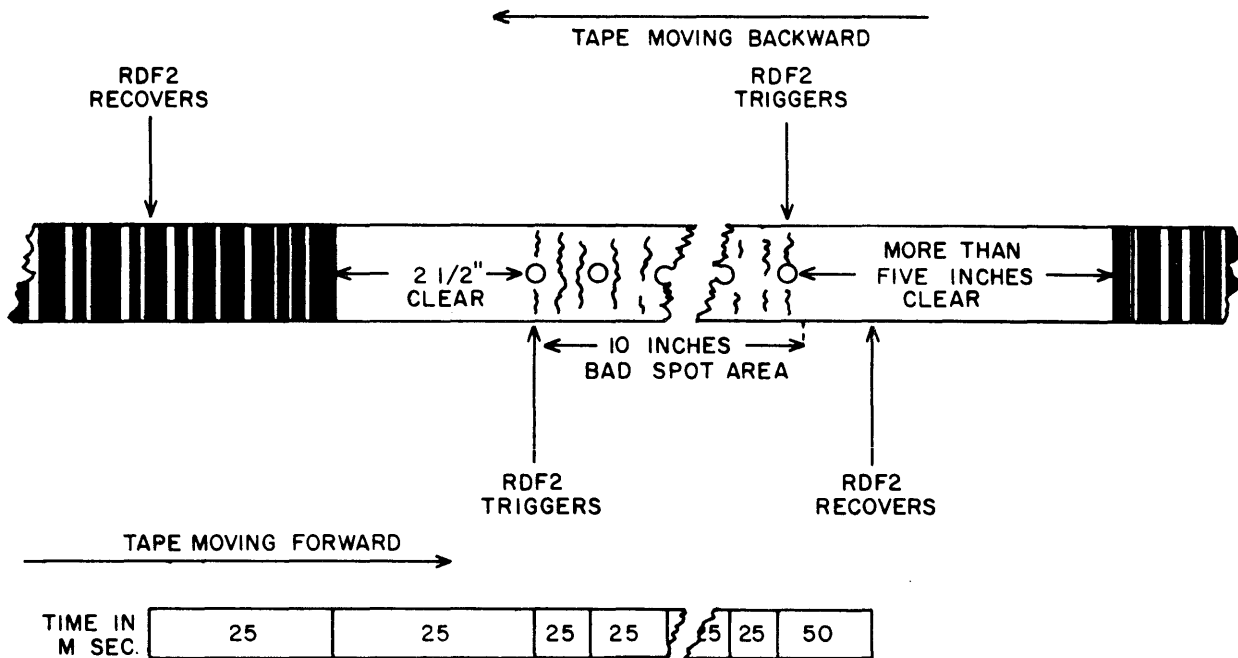 TAPE MOVING BACKWARD
RDF2
RECOVERS
RDF2
TRIGGERS
2 1/2"
CLEAR
MORE THAN
FIVE INCHES
CLEAR
10 INCHES
BAD SPOT AREA
RDF2
TRIGGERS
RDF2
RECOVERS
TAPE MOVING FORWARD
TIME IN
M SEC.
25 25 25 25 25 50